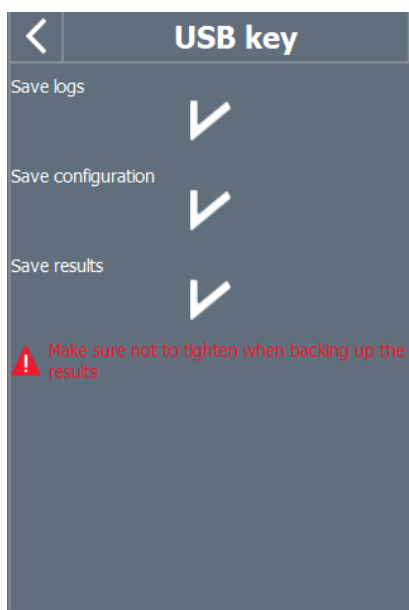 USB key
Save logs
Save configuration
Save results
Make sure not to tighten when backing up the
results